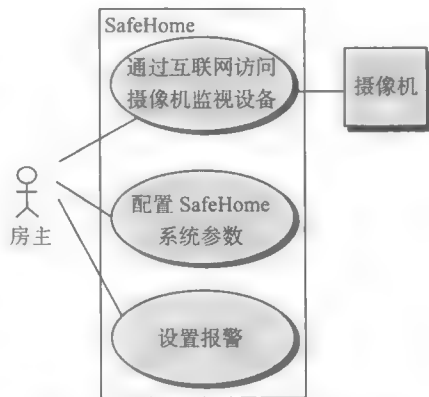 SafeHome
通过互联网访问
摄像机监视设备
摄像机
房主
配置 SafeHome
系统参数
设置报警